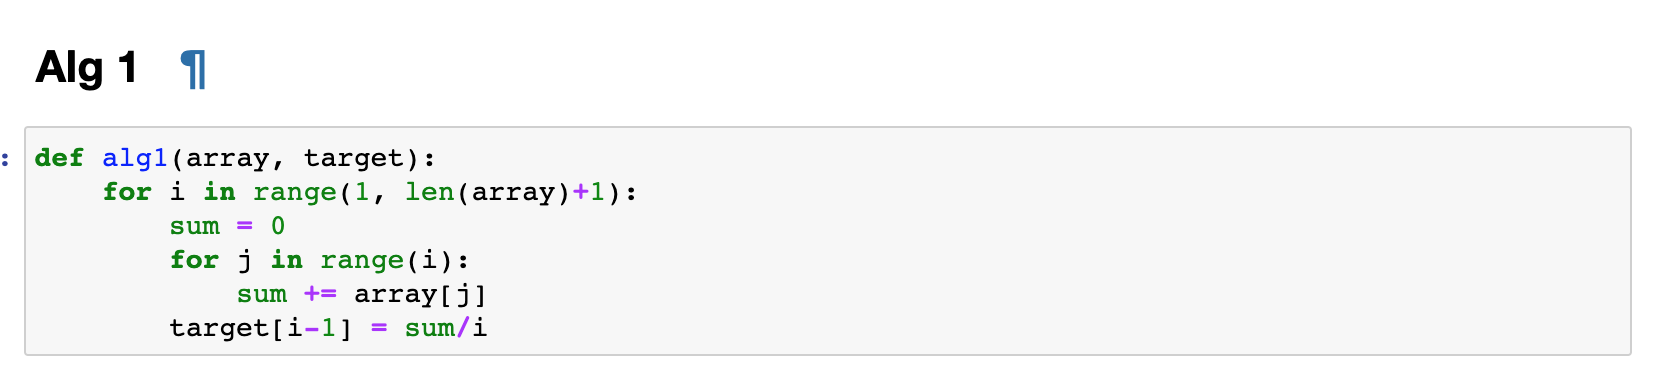 Alg 1 ¶
:
def alg1(array, target):
    for i in range(1, len(array)+1):
        sum = 0
        for j in range(i):
            sum += array[j]
        target[i-1] = sum/i